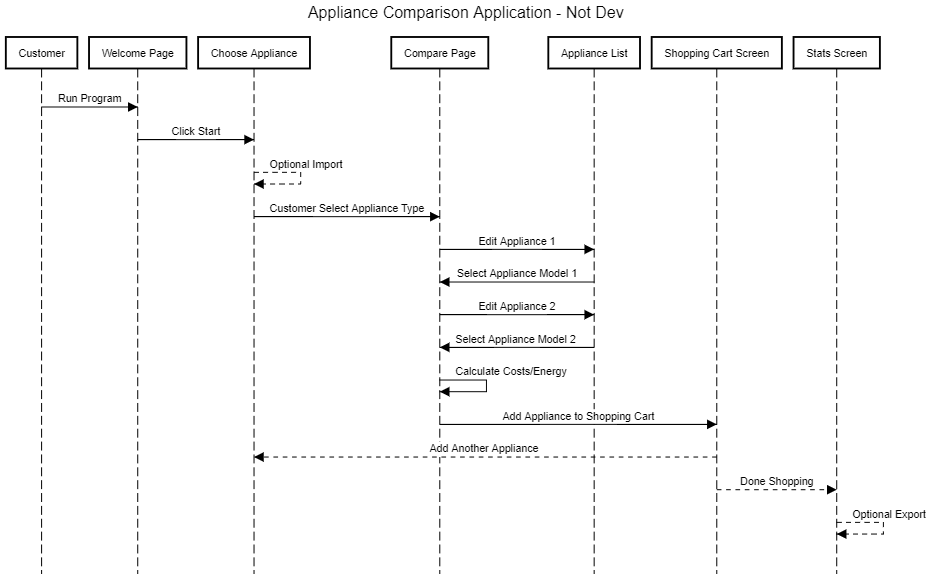 Appliance Comparison Application - Not Dev
Customer
Welcome Page
Choose Appliance
Compare Page
Appliance List
Shopping Cart Screen
Stats Screen
Run Program
Click Start
Optional Import
Customer Select Appliance Type
Edit Appliance 1
Select Appliance Model 1
Edit Appliance 2
Select Appliance Model 2
Calculate Costs/Energy
Add Appliance to Shopping Cart
Add Another Appliance
Done Shopping
Optional Export